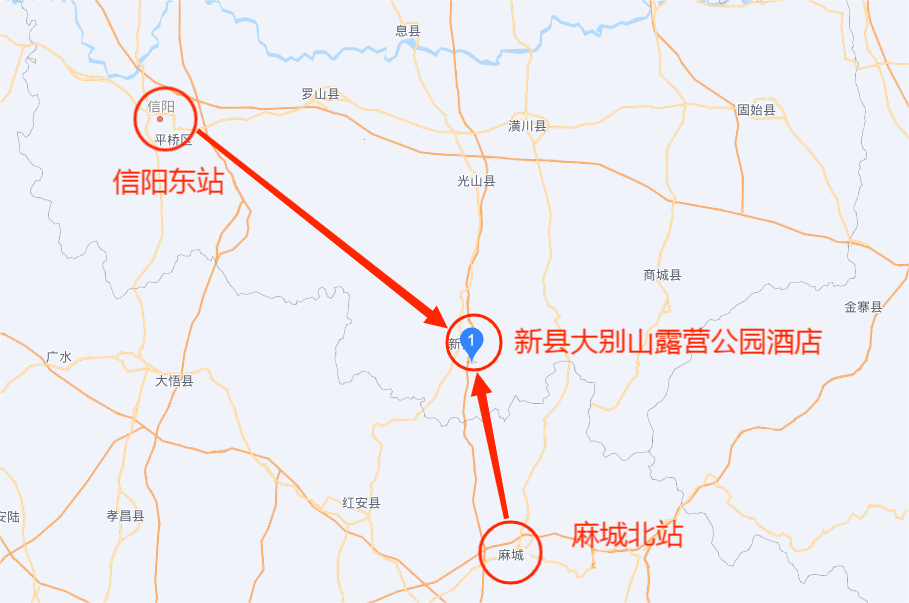 息县
信阳
罗山县
潢川县
固始县
平桥区
信阳东站
光山县
商城县
金寨县
1
新
新县大别山露营公园酒店
广水
大悟县
红安县
安陆
孝昌县
麻城北站
麻城